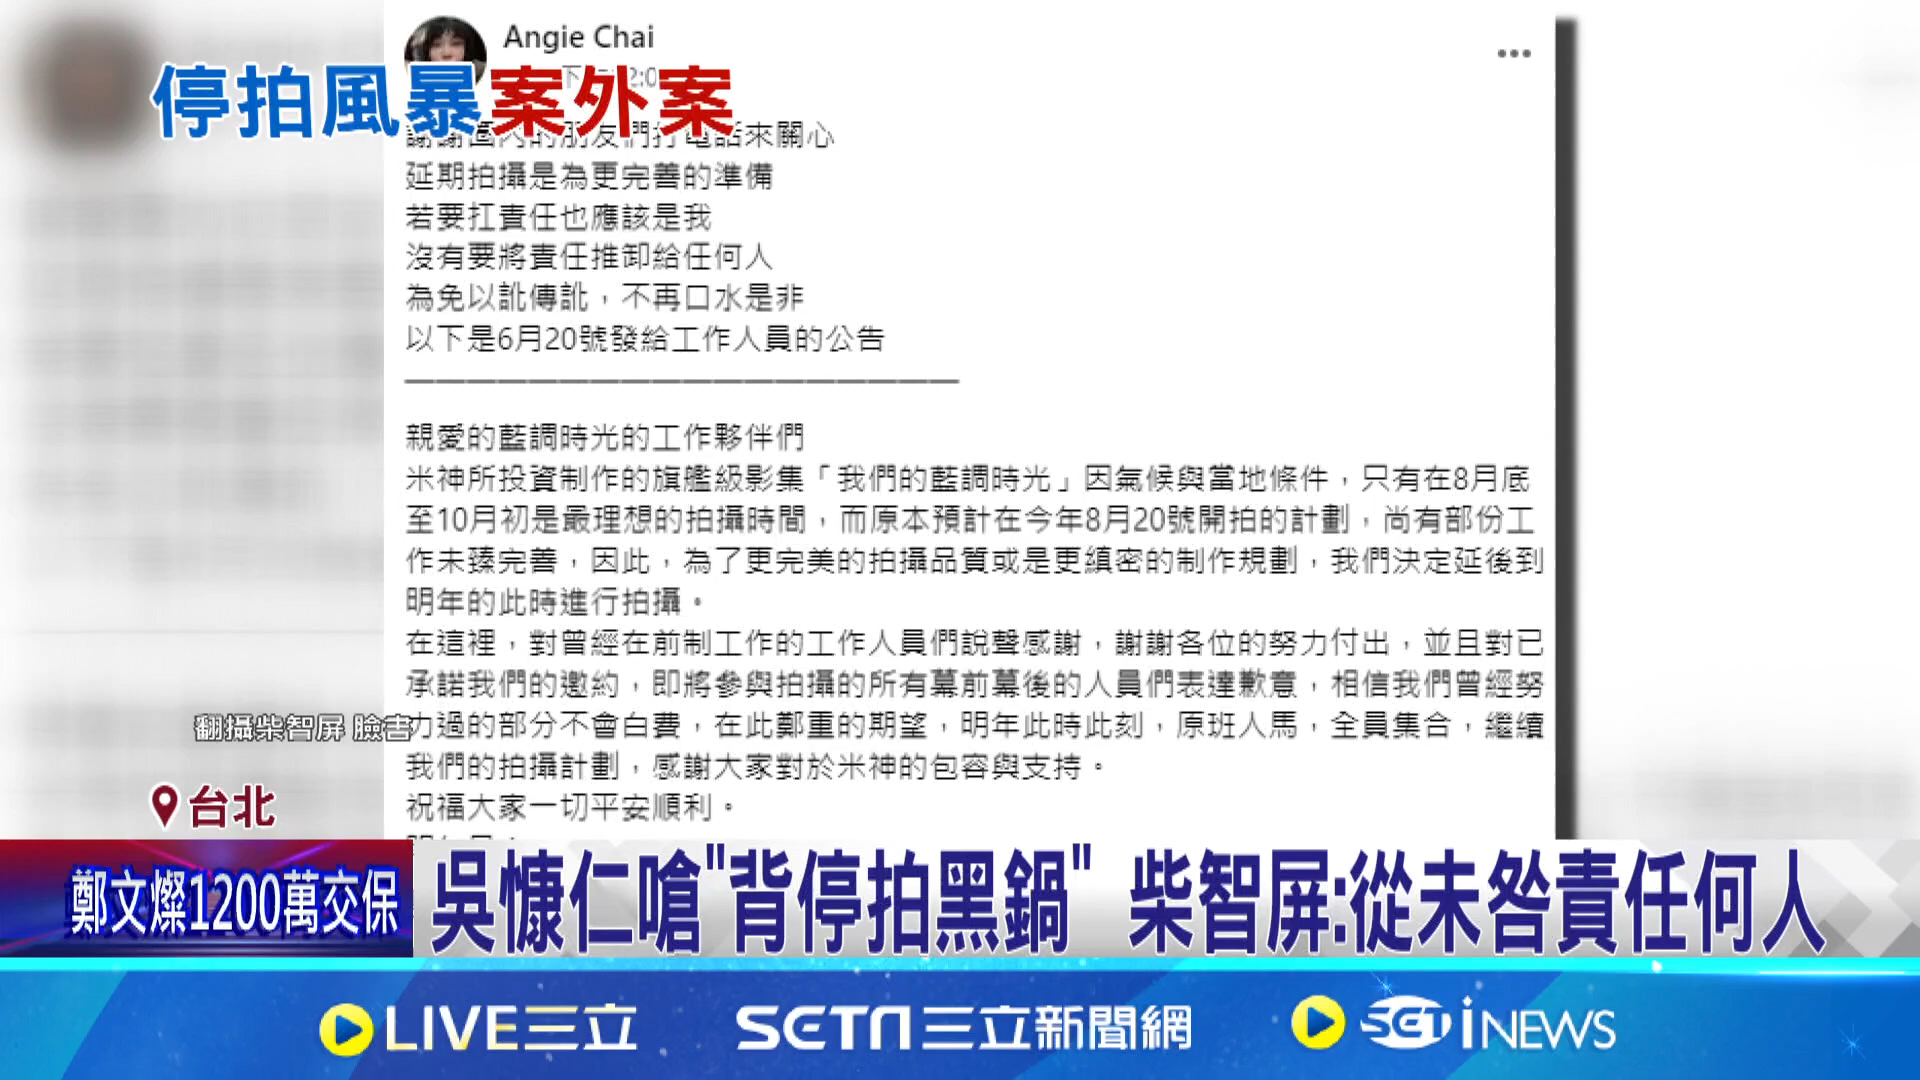 Angie Chai
停拍風暴案外案
謝謝圈內的朋友們打電話來關心
延期拍攝是為更完善的準備
若要扛責任也應該是我
沒有要將責任推卸給任何人
為免以訛傳訛，不再口水是非
以下是6月20號發給工作人員的公告
親愛的藍調時光的工作夥伴們
米神所投資制作的旗艦級影集「我們的藍調時光」因氣候與當地條件，只有在8月底
至10月初是最理想的拍攝時間，而原本預計在今年8月20號開拍的計劃，尚有部份工
作未臻完善，因此，為了更完美的拍攝品質或是更縝密的制作規劃，我們決定延後到
明年的此時進行拍攝。
在這裡，對曾經在前制工作的工作人員們說聲感謝，謝謝各位的努力付出，並且對已
承諾我們的邀約，即將參與拍攝的所有幕前幕後的人員們表達歉意，相信我們曾經努
力過的部分不會白費，在此鄭重的期望，明年此時此刻，原班人馬，全員集合，繼續
我們的拍攝計劃，感謝大家對於米神的包容與支持。
祝福大家一切平安順利。
翻攝柴智屏 臉書
台北
鄭文燦1200萬交保
吳慷仁嗆"背停拍黑鍋" 柴智屏:從未咎責任何人
LIVE三立
SETN三立新聞網
SETiNEWS